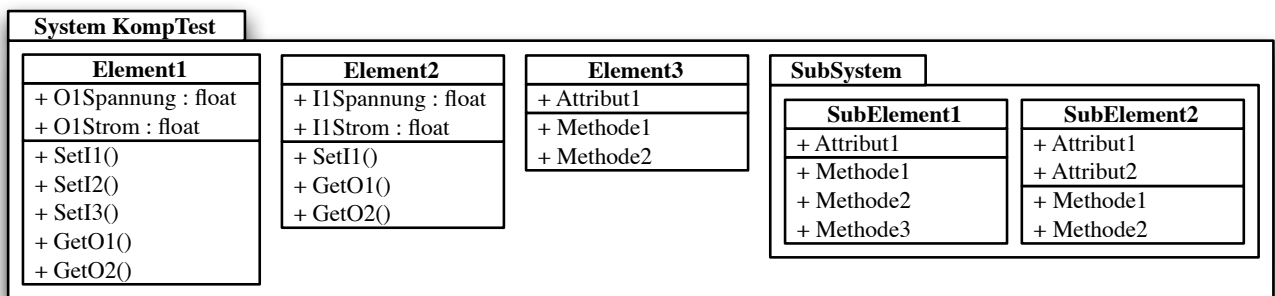 System KompTest
Element1
+ O1Spannung : float
+ O1Strom : float
+ SetI1()
+ SetI2()
+ SetI3()
+ GetO1()
+ GetO2()
Element2
+ I1Spannung : float
+ I1Strom : float
+ SetI1()
+ GetO1()
+ GetO2()
Element3
+ Attribut1
+ Methode1
+ Methode2
SubSystem
SubElement1
+ Attribut1
+ Methode1
+ Methode2
+ Methode3
SubElement2
+ Attribut1
+ Attribut2
+ Methode1
+ Methode2